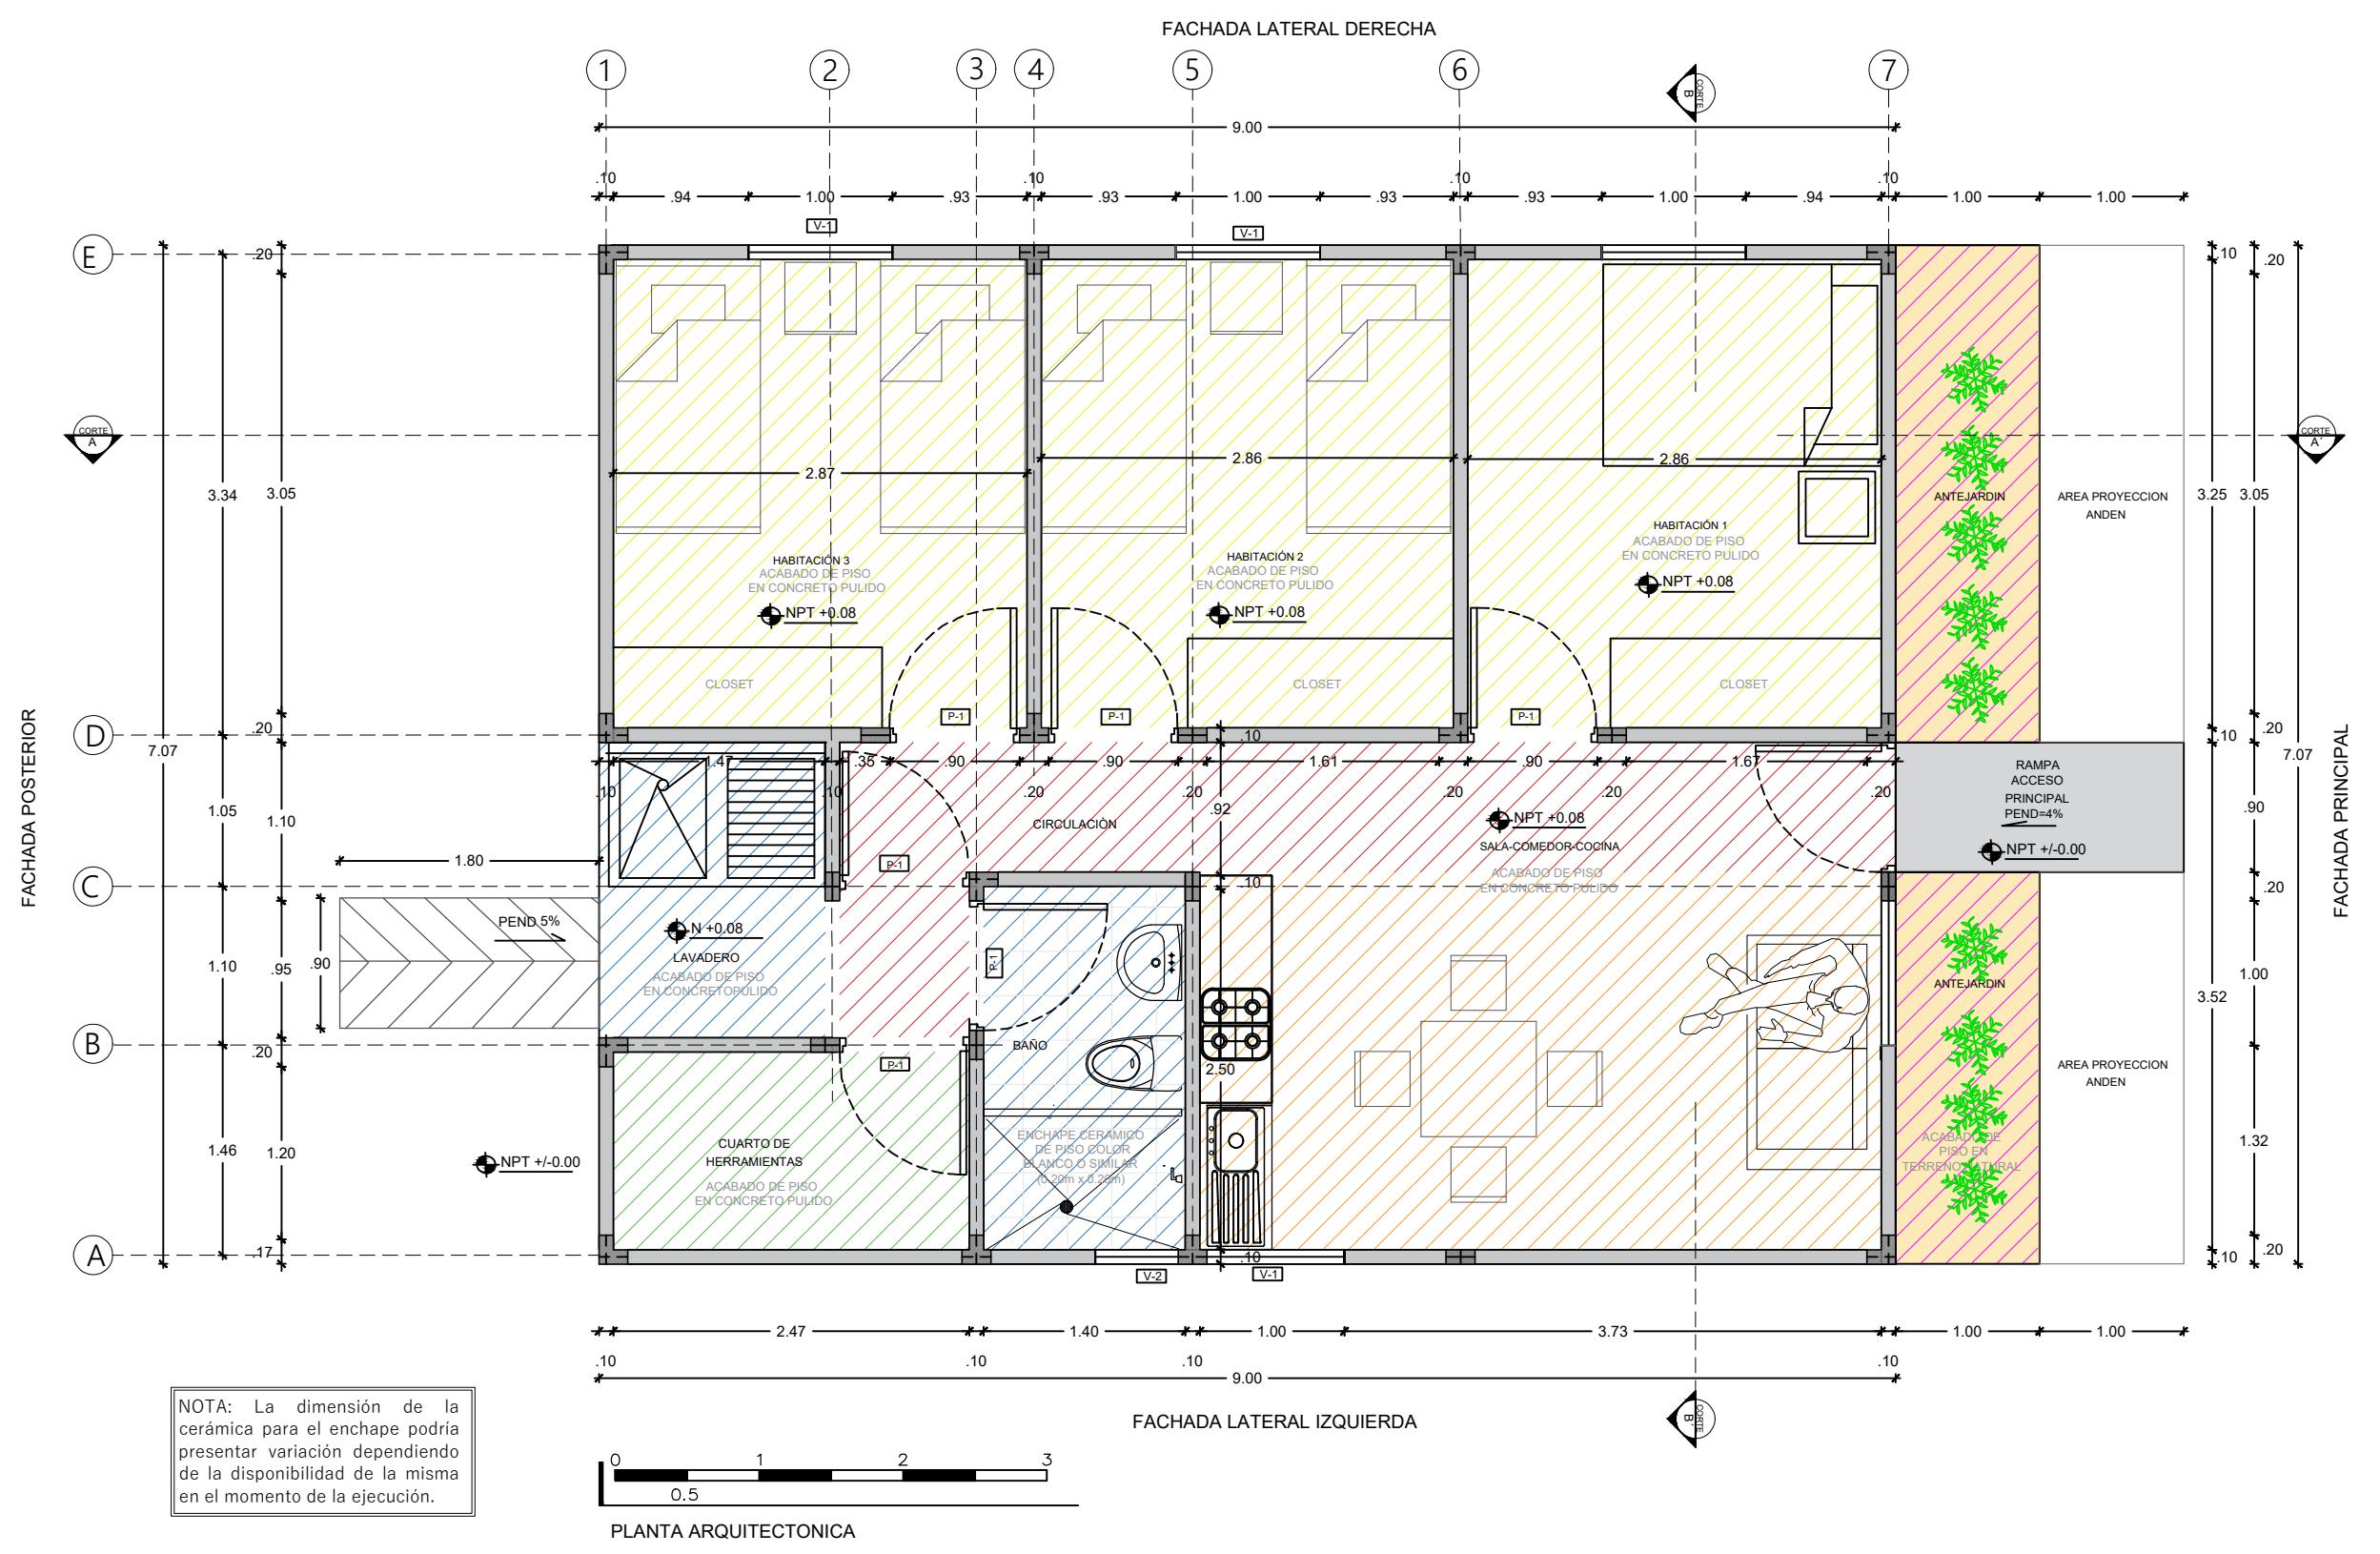 FACHADA LATERAL DERECHA
1 2 3 4 5 6 7
CORTE
B
9.00
.10 .10 .10 .10
.94 1.00 .93 .93 1.00 .93 .93 1.00 .94 1.00 1.00
V-1
V-1
E
D
C
B
A
CORTE
A
CORTE
A´
FACHADA POSTERIOR
FACHADA PRINCIPAL
7.07
3.34
1.05
1.10
1.46
.20
3.05
.20
1.10
.95
.20
1.20
.17
2.87
2.86
2.86
HABITACIÓN 3
ACABADO DE PISO
EN CONCRETO PULIDO
NPT +0.08
CLOSET
HABITACIÓN 2
ACABADO DE PISO
EN CONCRETO PULIDO
NPT +0.08
CLOSET
HABITACIÓN 1
ACABADO DE PISO
EN CONCRETO PULIDO
NPT +0.08
CLOSET
P-1
P-1
P-1
ANTEJARDIN
AREA PROYECCION
ANDEN
.10
3.25
.10
3.52
.10
.20
3.05
.20
.90
.20
1.00
1.32
.20
7.07
1.47 .35 .90 .90 1.61 .90 1.67
.10 .10 .20 .20 .20 .20 .20
.10
.92
.10
2.50
.10
CIRCULACIÒN
NPT +0.08
SALA-COMEDOR-COCINA
ACABADO DE PISO
EN CONCRETO PULIDO
RAMPA
ACCESO
PRINCIPAL
PEND=4%
NPT +/-0.00
1.80
PEND 5%
.90
P-1
N +0.08
LAVADERO
ACABADO DE PISO
EN CONCRETOPULIDO
P-1
BAÑO
P-1
ENCHAPE CERAMICO
DE PISO COLOR
BLANCO O SIMILAR
(0.20m x 0.20m)
CUARTO DE
HERRAMIENTAS
ACABADO DE PISO
EN CONCRETO PULIDO
NPT +/-0.00
ANTEJARDIN
ACABADO DE
PISO EN
TERRENO NATURAL
AREA PROYECCION
ANDEN
V-2
V-1
2.47 1.40 1.00 3.73 1.00 1.00
.10 .10 .10 .10
9.00
CORTE
B´
FACHADA LATERAL IZQUIERDA
NOTA: La dimensión de la
cerámica para el enchape podría
presentar variación dependiendo
de la disponibilidad de la misma
en el momento de la ejecución.
0 1 2 3
0.5
PLANTA ARQUITECTONICA